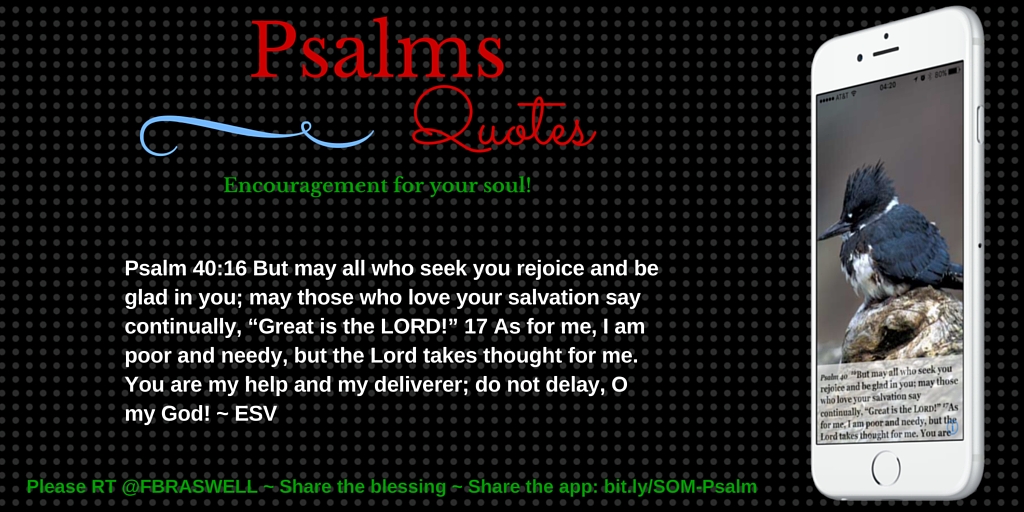 Psalms
Quotes
Encouragement for your soul!
Psalm 40:16 But may all who seek you rejoice and be
glad in you; may those who love your salvation say
continually, “Great is the LORD!” 17 As for me, I am
poor and needy, but the Lord takes thought for me.
You are my help and my deliverer; do not delay, O
my God! ~ ESV
Please RT @FBRASWELL ~ Share the blessing ~ Share the app: bit.ly/SOM-Psalm
AT&T 04:20 80%
Psalm 40 16But may all who seek you
rejoice and be glad in you; may those
who love your salvation say
continually, “Great is the LORD!” 17As
for me, I am poor and needy, but the
Lord takes thought for me. You are